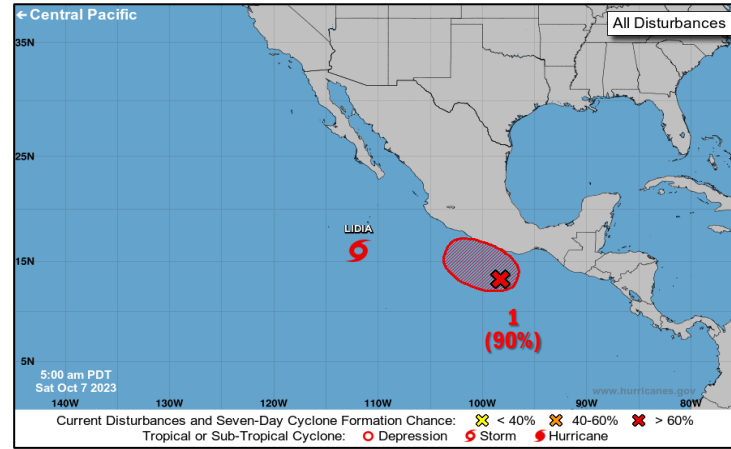 ← Central Pacific
All Disturbances
35N
25N
LIDIA
15N
1
(90%)
5N
5:00 am PDT
Sat Oct 7 2023
www.hurricanes.gov
140W 130W 120W 110W 100W 90W 80W
Current Disturbances and Seven-Day Cyclone Formation Chance: < 40% 40-60% > 60%
Tropical or Sub-Tropical Cyclone: Depression Storm Hurricane